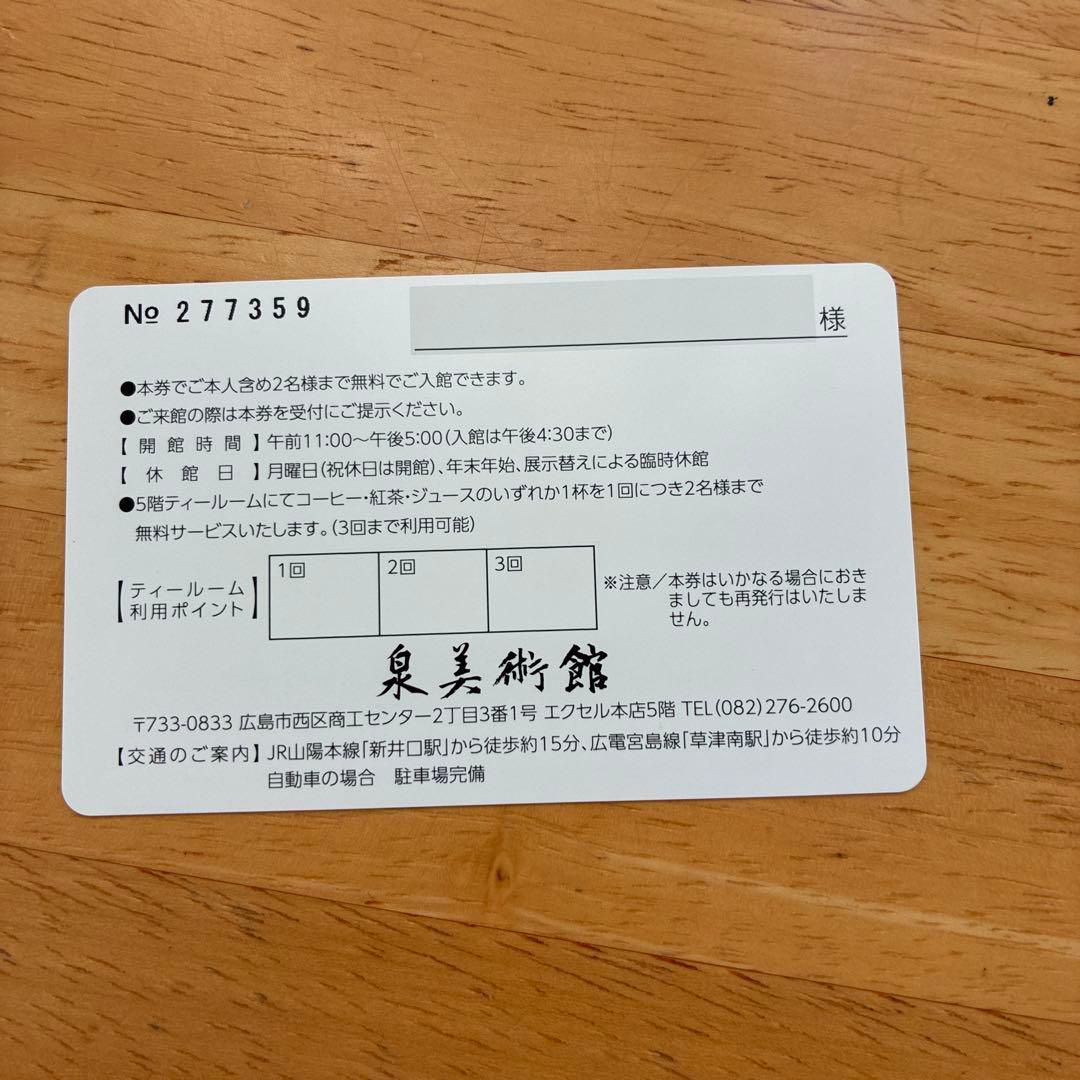 № 277359
様
●本券でご本人含め2名様まで無料でご入館できます。
●ご来館の際は本券を受付にご提示ください。
【開館時間】午前11:00〜午後5:00(入館は午後4:30まで)
【休館日】月曜日(祝休日は開館)、年末年始、展示替えによる臨時休館
●5階ティールームにてコーヒー・紅茶・ジュースのいずれか1杯を1回につき2名様まで
無料サービスいたします。(3回まで利用可能)
【ティールーム
利用ポイント】
1回 2回 3回
※注意/本券はいかなる場合におき
ましても再発行はいたしま
せん。
泉美術館
〒733-0833 広島市西区商工センター2丁目3番1号 エクセル本店5階 TEL(082)276-2600
【交通のご案内】JR山陽本線「新井口駅」から徒歩約15分、広電宮島線「草津南駅」から徒歩約10分
自動車の場合 駐車場完備